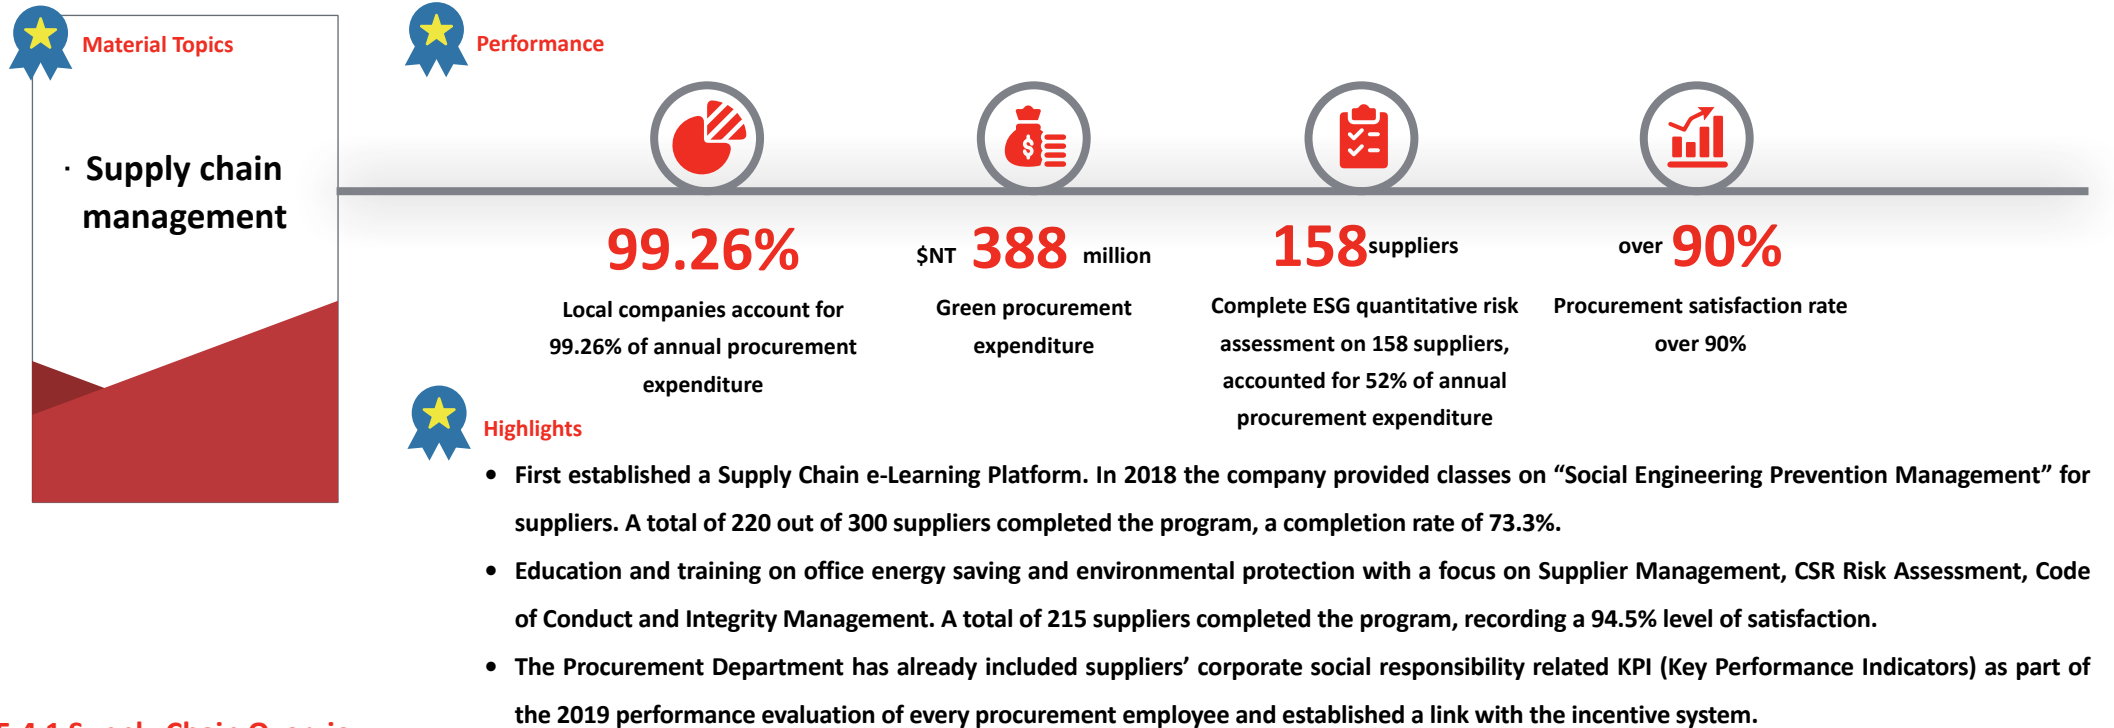 Material Topics
· Supply chain
management
Performance
99.26%
Local companies account for
99.26% of annual procurement
expenditure
$NT 388 million
Green procurement
expenditure
158 suppliers
Complete ESG quantitative risk
assessment on 158 suppliers,
accounted for 52% of annual
procurement expenditure
over 90%
Procurement satisfaction rate
over 90%
Highlights
• First established a Supply Chain e-Learning Platform. In 2018 the company provided classes on “Social Engineering Prevention Management” for
suppliers. A total of 220 out of 300 suppliers completed the program, a completion rate of 73.3%.
• Education and training on office energy saving and environmental protection with a focus on Supplier Management, CSR Risk Assessment, Code
of Conduct and Integrity Management. A total of 215 suppliers completed the program, recording a 94.5% level of satisfaction.
• The Procurement Department has already included suppliers’ corporate social responsibility related KPI (Key Performance Indicators) as part of
the 2019 performance evaluation of every procurement employee and established a link with the incentive system.